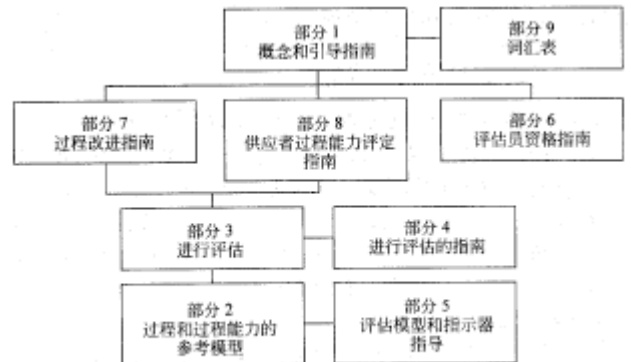 部分 1
概念和引导指南
部分 9
词汇表
部分 7
过程改进指南
部分 8
供应者过程能力评定
指南
部分 6
评估员资格指南
部分 3
进行评估
部分 4
进行评估的指南
部分 2
过程和过程能力的
参考模型
部分 5
评估模型和指示器
指导